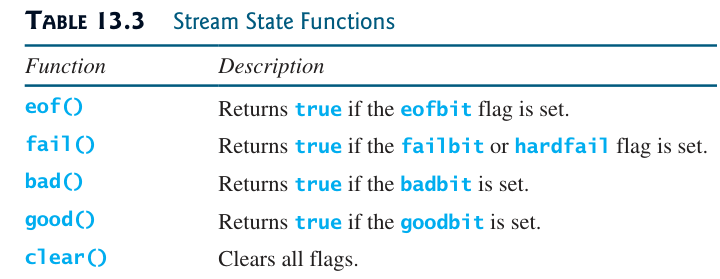 TABLE 13.3 Stream State Functions
Function Description
eof() Returns true if the eofbit flag is set.
fail() Returns true if the failbit or hardfail flag is set.
bad() Returns true if the badbit is set.
good() Returns true if the goodbit is set.
clear() Clears all flags.